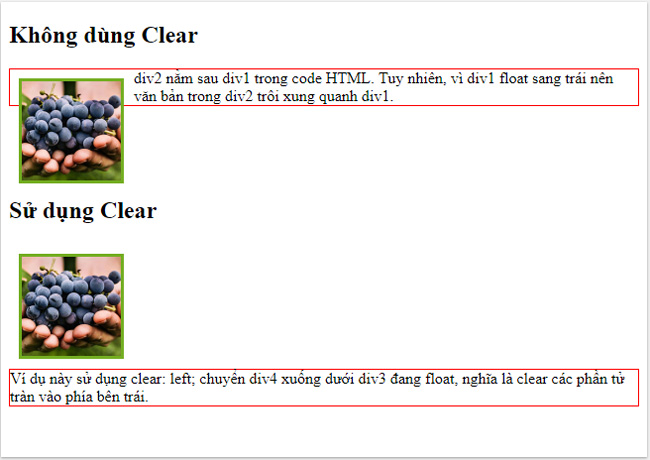 Không dùng Clear
div2 nằm sau div1 trong code HTML. Tuy nhiên, vì div1 float sang trái nên
văn bản trong div2 trôi xung quanh div1.
Sử dụng Clear
Ví dụ này sử dụng clear: left; chuyển div4 xuống dưới div3 đang float, nghĩa là clear các phần tử
tràn vào phía bên trái.